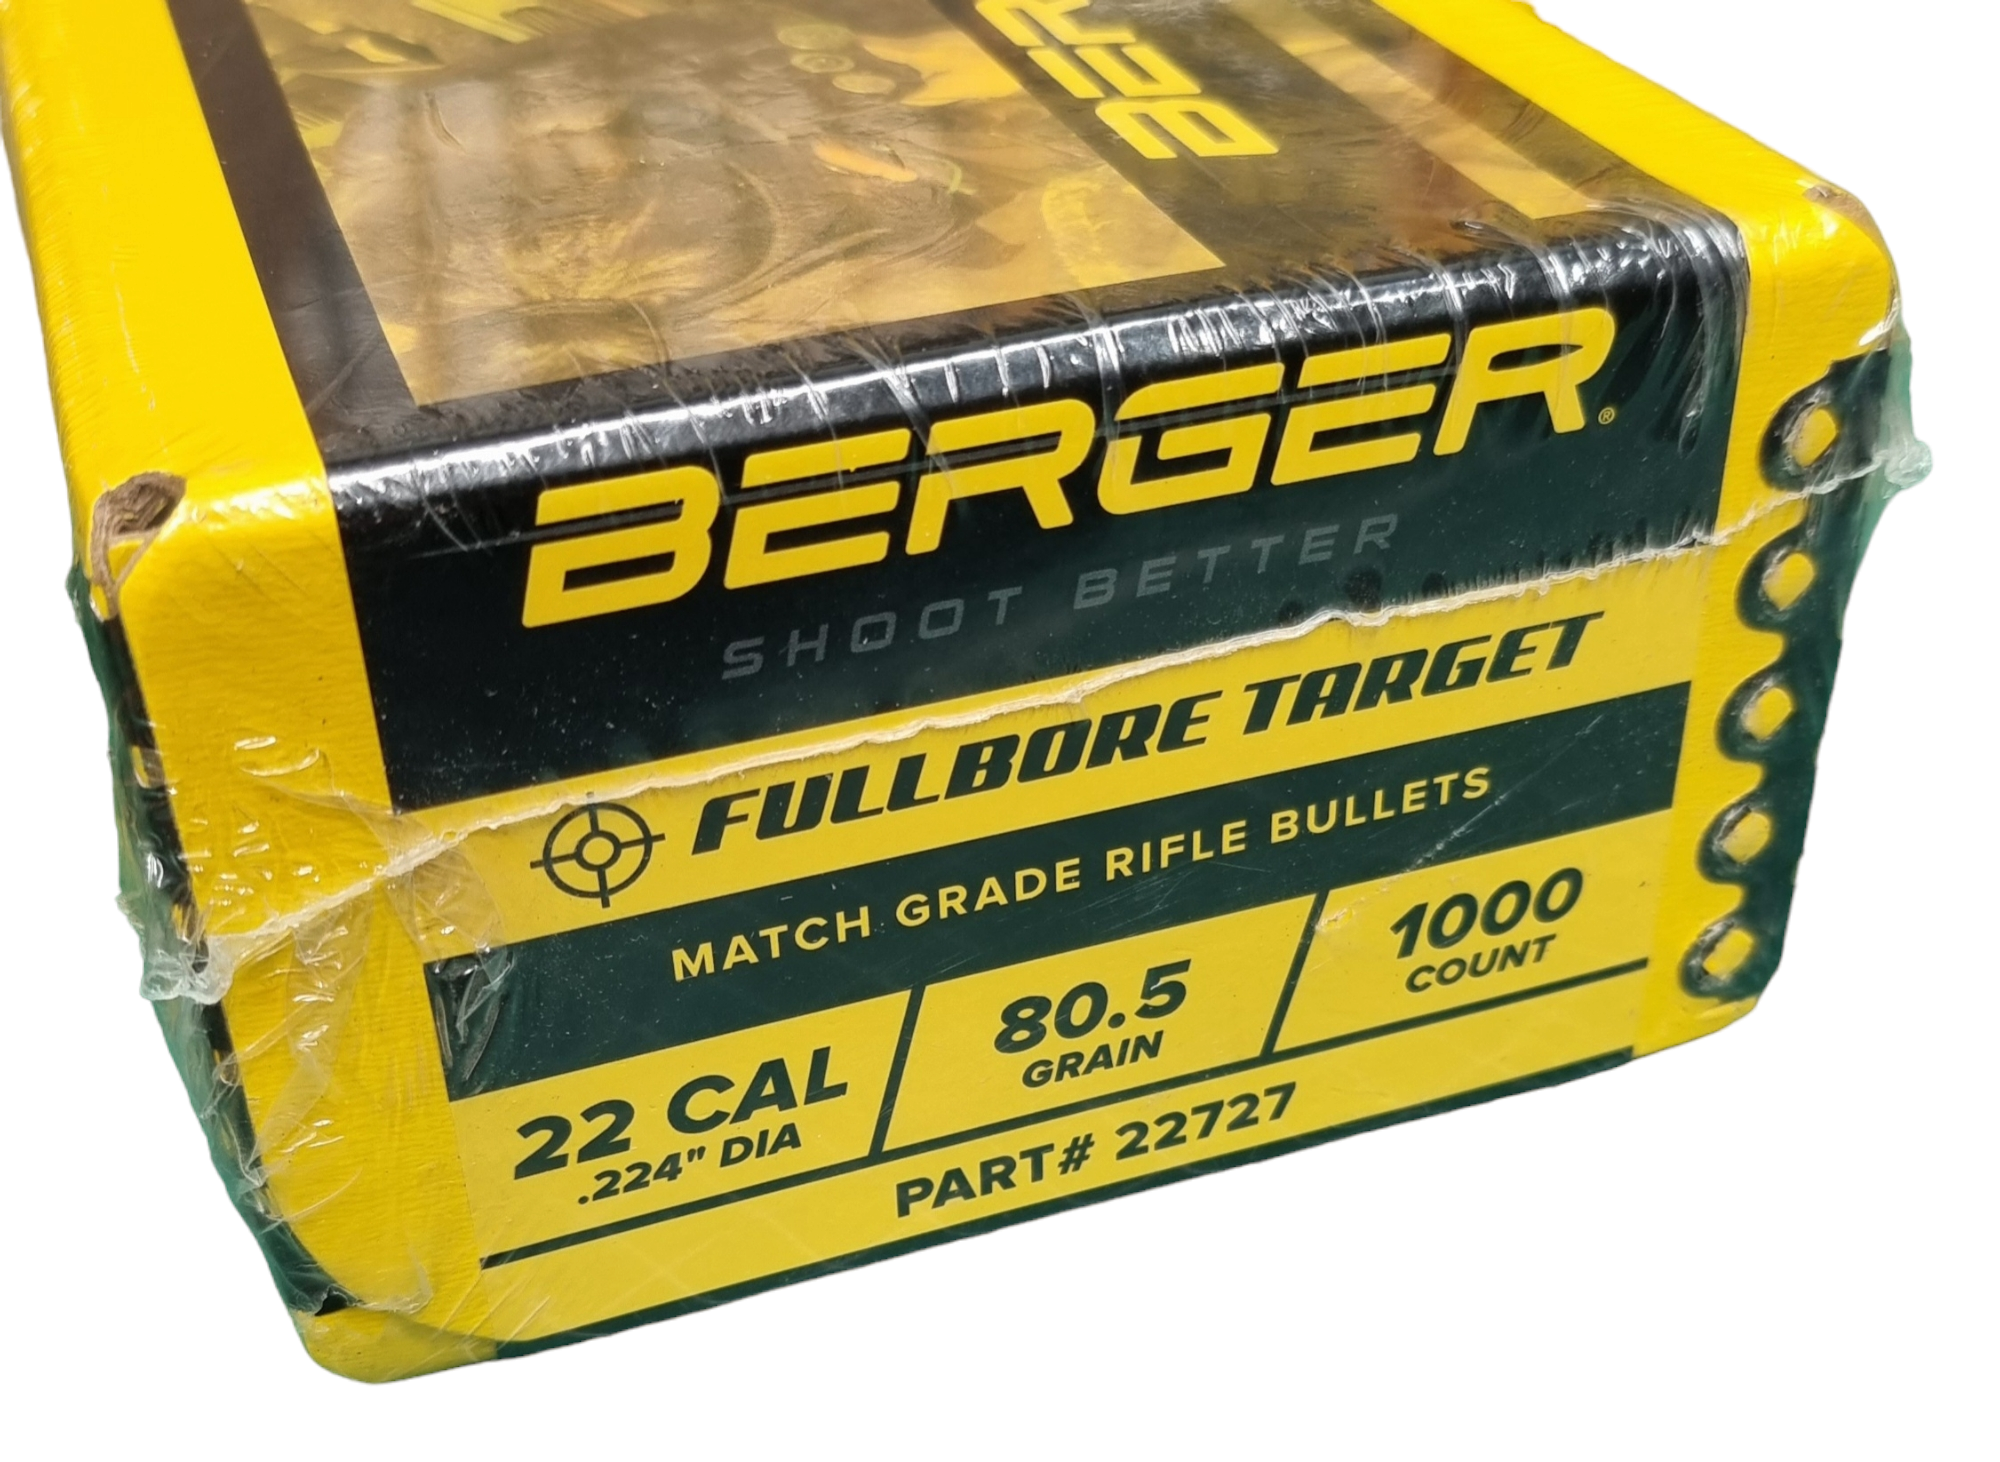 BER
BERGER®
SHOOT BETTER
FULLBORE TARGET
MATCH GRADE RIFLE BULLETS
22 CAL
.224" DIA
80.5
GRAIN
1000
COUNT
PART# 22727